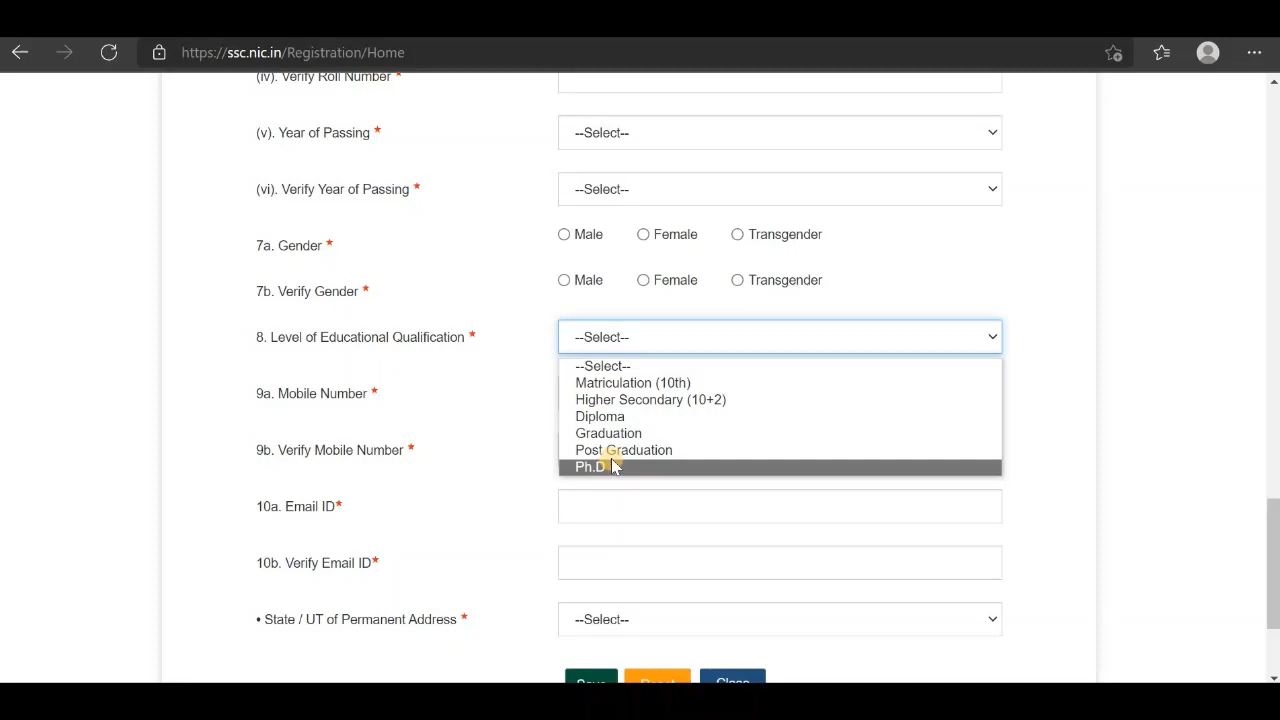 https://ssc.nic.in/Registration/Home
(iv). Verify Roll Number *
(v). Year of Passing *
--Select--
(vi). Verify Year of Passing *
--Select--
7a. Gender *
Male
Female
Transgender
7b. Verify Gender *
Male
Female
Transgender
8. Level of Educational Qualification *
--Select--
--Select--
Matriculation (10th)
Higher Secondary (10+2)
Diploma
Graduation
Post Graduation
Ph.D
9a. Mobile Number *
9b. Verify Mobile Number *
10a. Email ID*
10b. Verify Email ID*
• State / UT of Permanent Address *
--Select--
Save
Reset
Close